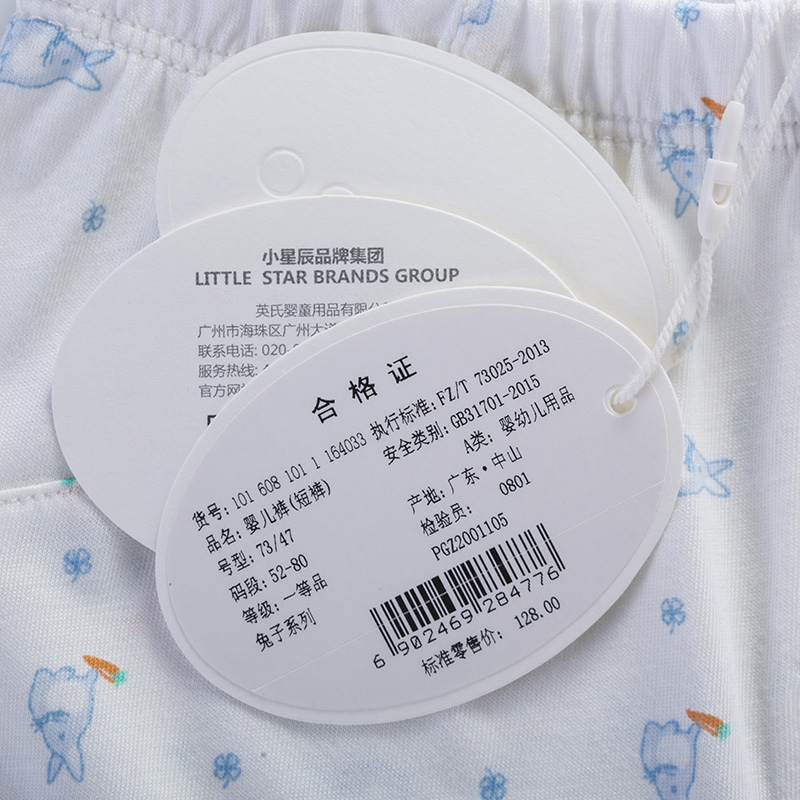 小星辰品牌集团
LITTLE STAR BRANDS GROUP
英氏婴童用品有限公
广州市海珠区广州大道
联系电话: 020-
服务热线:
官方网
合格证
货号: 101 608 101 1 164033
品名: 婴儿裤(短裤)
号型: 73/47
码段: 52-80
等级: 一等品
兔子系列
执行标准: FZ/T 73025-2013
安全类别: GB31701-2015
A类: 婴幼儿用品
产地: 广东·中山
检验员: 0801
PGZ2001105
6 902469 284776
标准零售价: 128.00